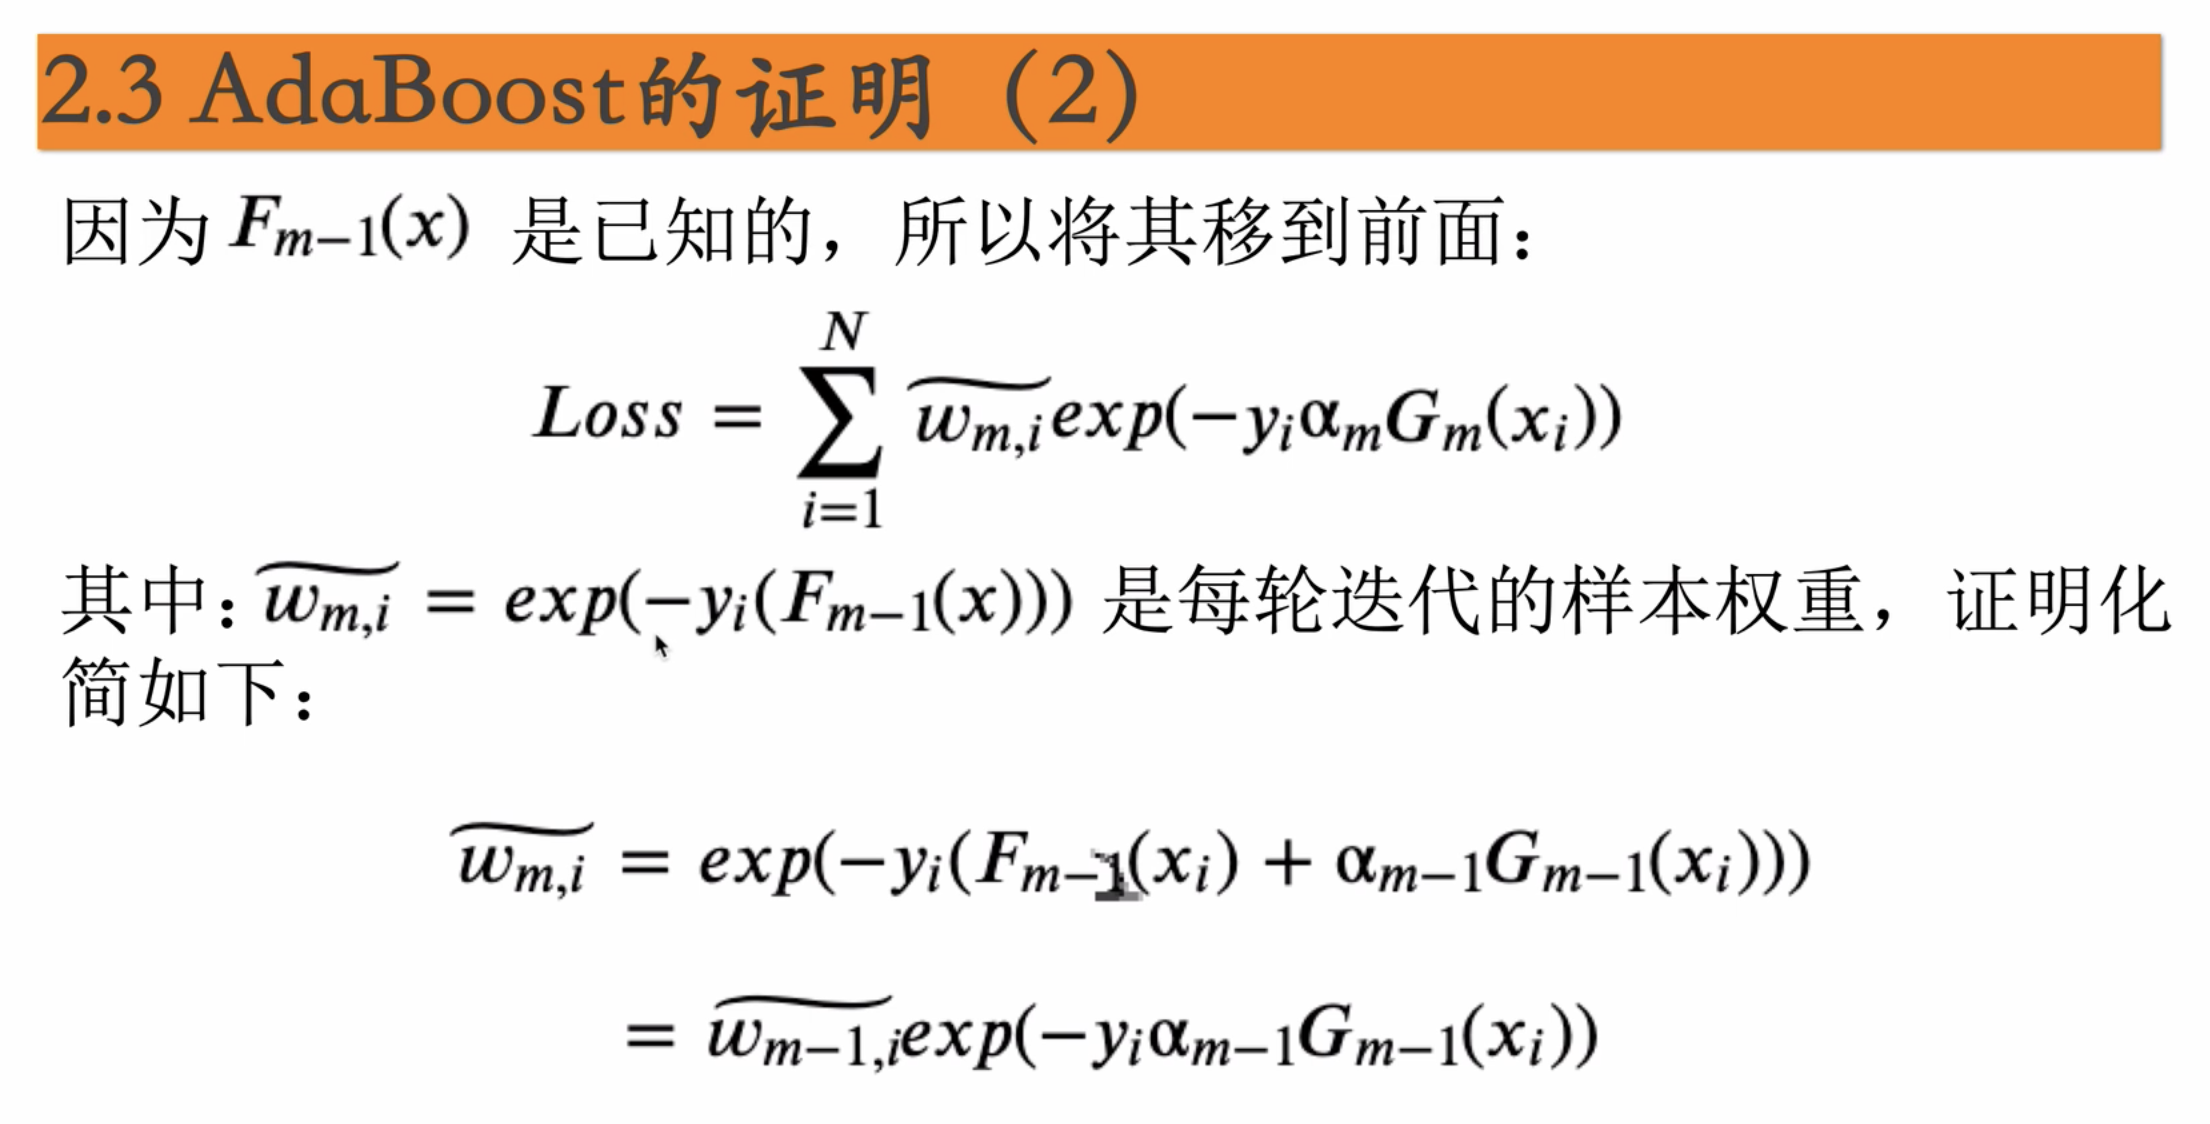 2.3 AdaBoost的证明（2）
因为 Fₘ₋₁(x) 是已知的，所以将其移到前面：
Loss = \sum_{i=1}^{N} \widetilde{w_{m,i}} exp(-y_i α_m G_m(x_i))
其中：\widetilde{w_{m,i}} = exp(-y_i(F_{m-1}(x))) 是每轮迭代的样本权重，证明化
简如下：
\widetilde{w_{m,i}} = exp(-y_i(F_{m-1}(x_i) + α_{m-1}G_{m-1}(x_i)))
= \widetilde{w_{m-1,i}} exp(-y_i α_{m-1}G_{m-1}(x_i))